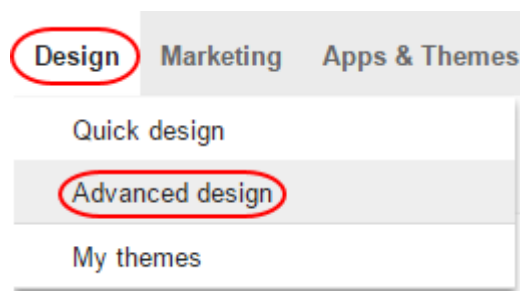 Design Marketing Apps & Themes
Quick design
Advanced design
My themes